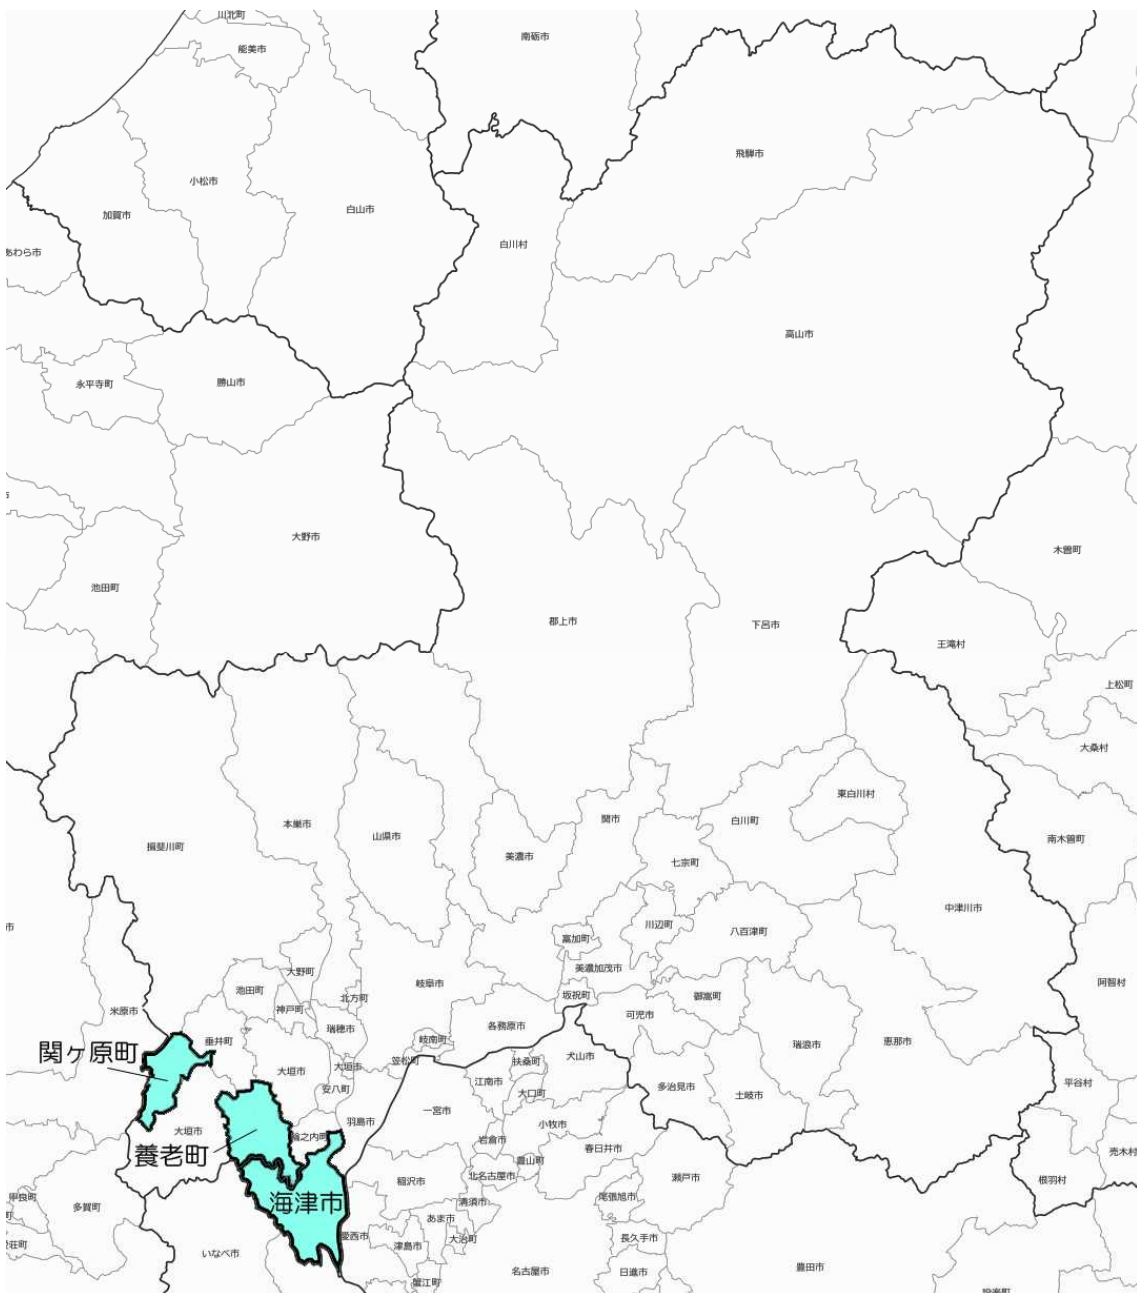 川北町
能美市
南砺市
飛騨市
小松市
白山市
加賀市
白川村
あわら市
高山市
永平寺町
勝山市
大野市
木曽町
池田町
郡上市
下呂市
王滝村
上松町
大桑村
東白川村
本巣市
関市
白川町
山県市
南木曽町
揖斐川町
美濃市
七宗町
中津川市
川辺町
八百津町
市
富加町
美濃加茂市
大野町
阿智村
池田町
岐阜市
坂祝町
御嵩町
北方町
神戸町
米原市
可児市
各務原市
瑞穂市
岐南町
垂井町
恵那市
瑞浪市
関ヶ原町
犬山市
笠松町
扶桑町
大垣市
大垣市
平谷村
江南市
多治見市
安八町
大口町
土岐市
一宮市
羽島市
小牧市
大垣市
輪之内町
岩倉市
春日井市
養老町
売木村
豊山町
北名古屋市
瀬戸市
根羽村
稲沢市
甲良町
尾張旭市
海津市
清須市
多賀町
町
あま市
愛西市
長久手市
大治町
愛荘町
津島市
いなべ市
豊田市
名古屋市
日進市
蟹江町